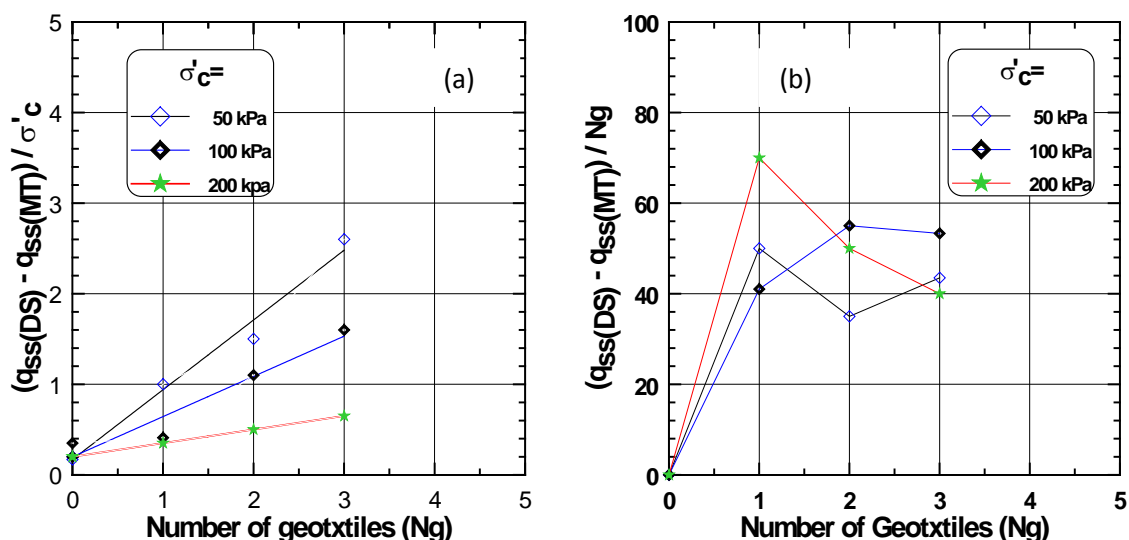 (qss(DS) - qss(MT)) / σ'c
5
4
3
2
1
0
σ'c=
50 kPa
100 kPa
200 kpa
(a)
0 1 2 3 4 5
Number of geotxtiles (Ng)
(qss(DS) - qss(MT)) / Ng
100
80
60
40
20
0
(b)
σ'c=
50 kPa
100 kPa
200 kPa
0 1 2 3 4 5
Number of Geotxtiles (Ng)